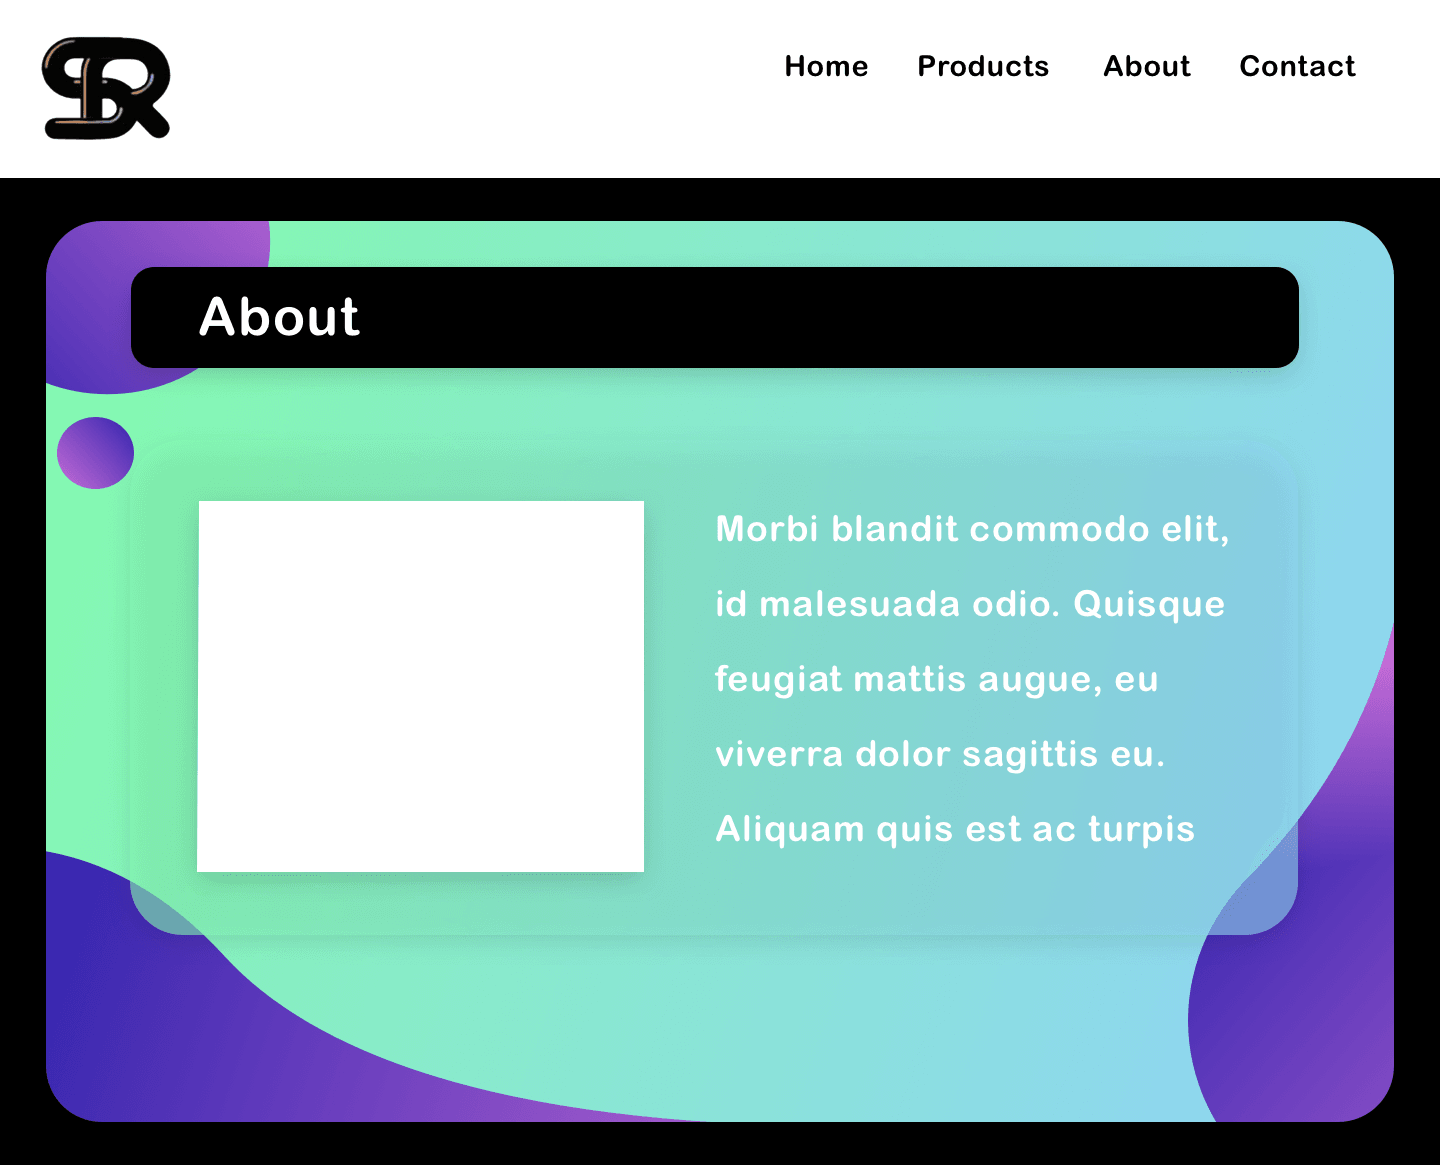 SR
Home Products About Contact
About
Morbi blandit commodo elit,
id malesuada odio. Quisque
feugiat mattis augue, eu
viverra dolor sagittis eu.
Aliquam quis est ac turpis